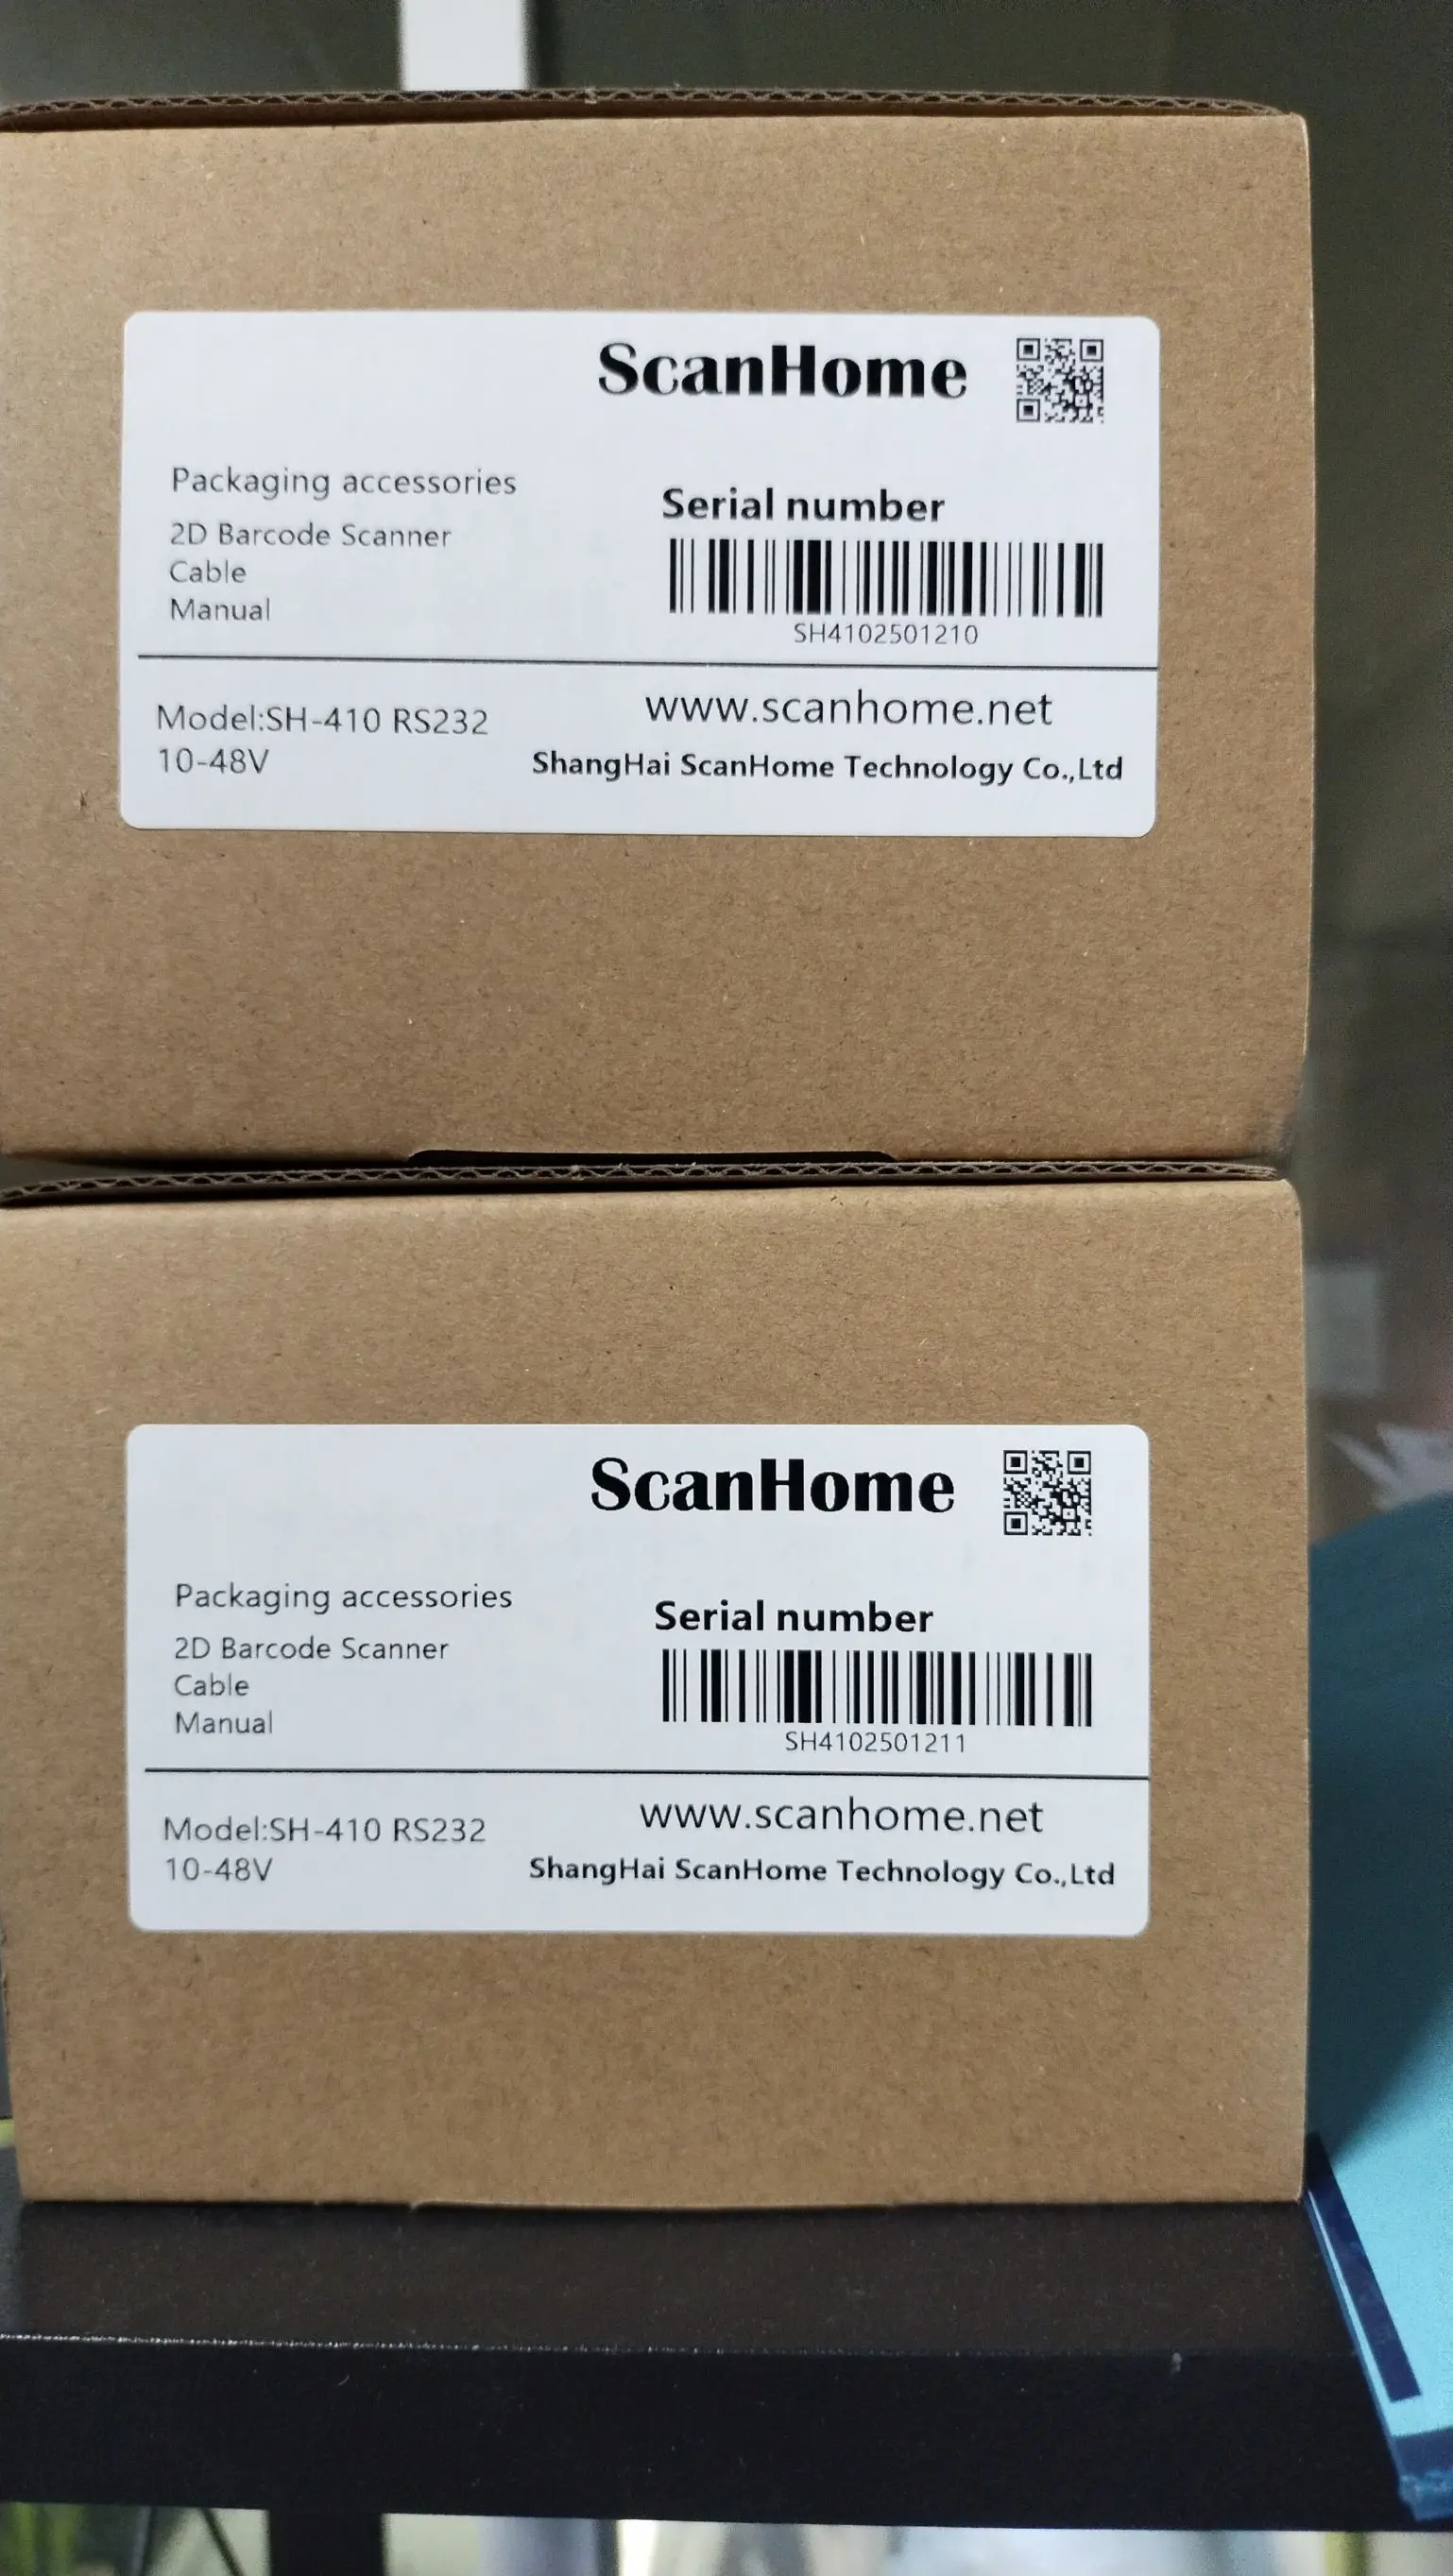 ScanHome
Packaging accessories
Serial number
2D Barcode Scanner
Cable
Manual
SH4102501210
Model:SH-410 RS232
www.scanhome.net
10-48V
ShangHai ScanHome Technology Co.,Ltd
ScanHome
Packaging accessories
Serial number
2D Barcode Scanner
Cable
Manual
SH4102501211
Model:SH-410 RS232
www.scanhome.net
10-48V
ShangHai ScanHome Technology Co.,Ltd